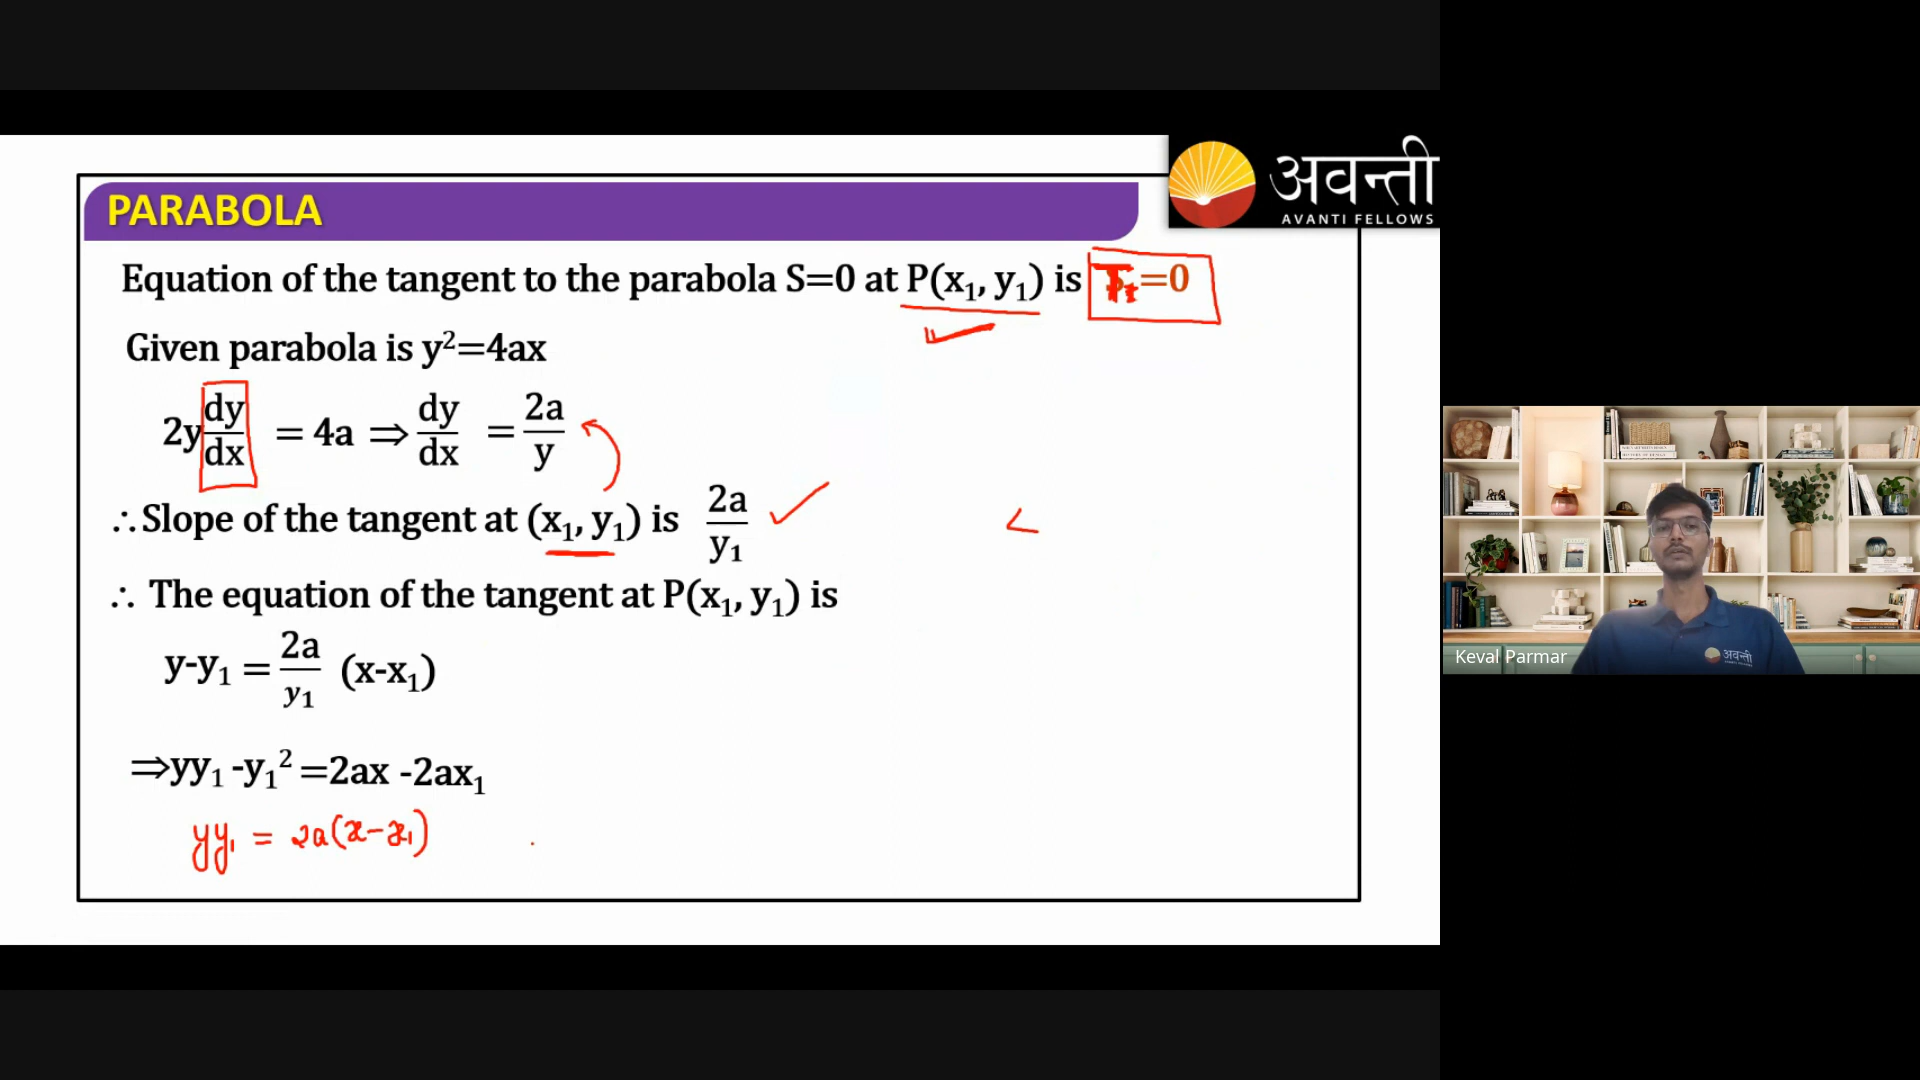 अवन्ती
AVANTI FELLOWS
PARABOLA
Equation of the tangent to the parabola S=0 at P(x₁, y₁) is T₁=0
Given parabola is y²=4ax
2y dy/dx = 4a ⇒ dy/dx = 2a/y
∴ Slope of the tangent at (x₁, y₁) is 2a/y₁
∴ The equation of the tangent at P(x₁, y₁) is
y-y₁ = 2a/y₁ (x-x₁)
⇒yy₁ -y₁² =2ax -2ax₁
yy₁ = 2a(x-x₁)
Keval Parmar
अवन्ती